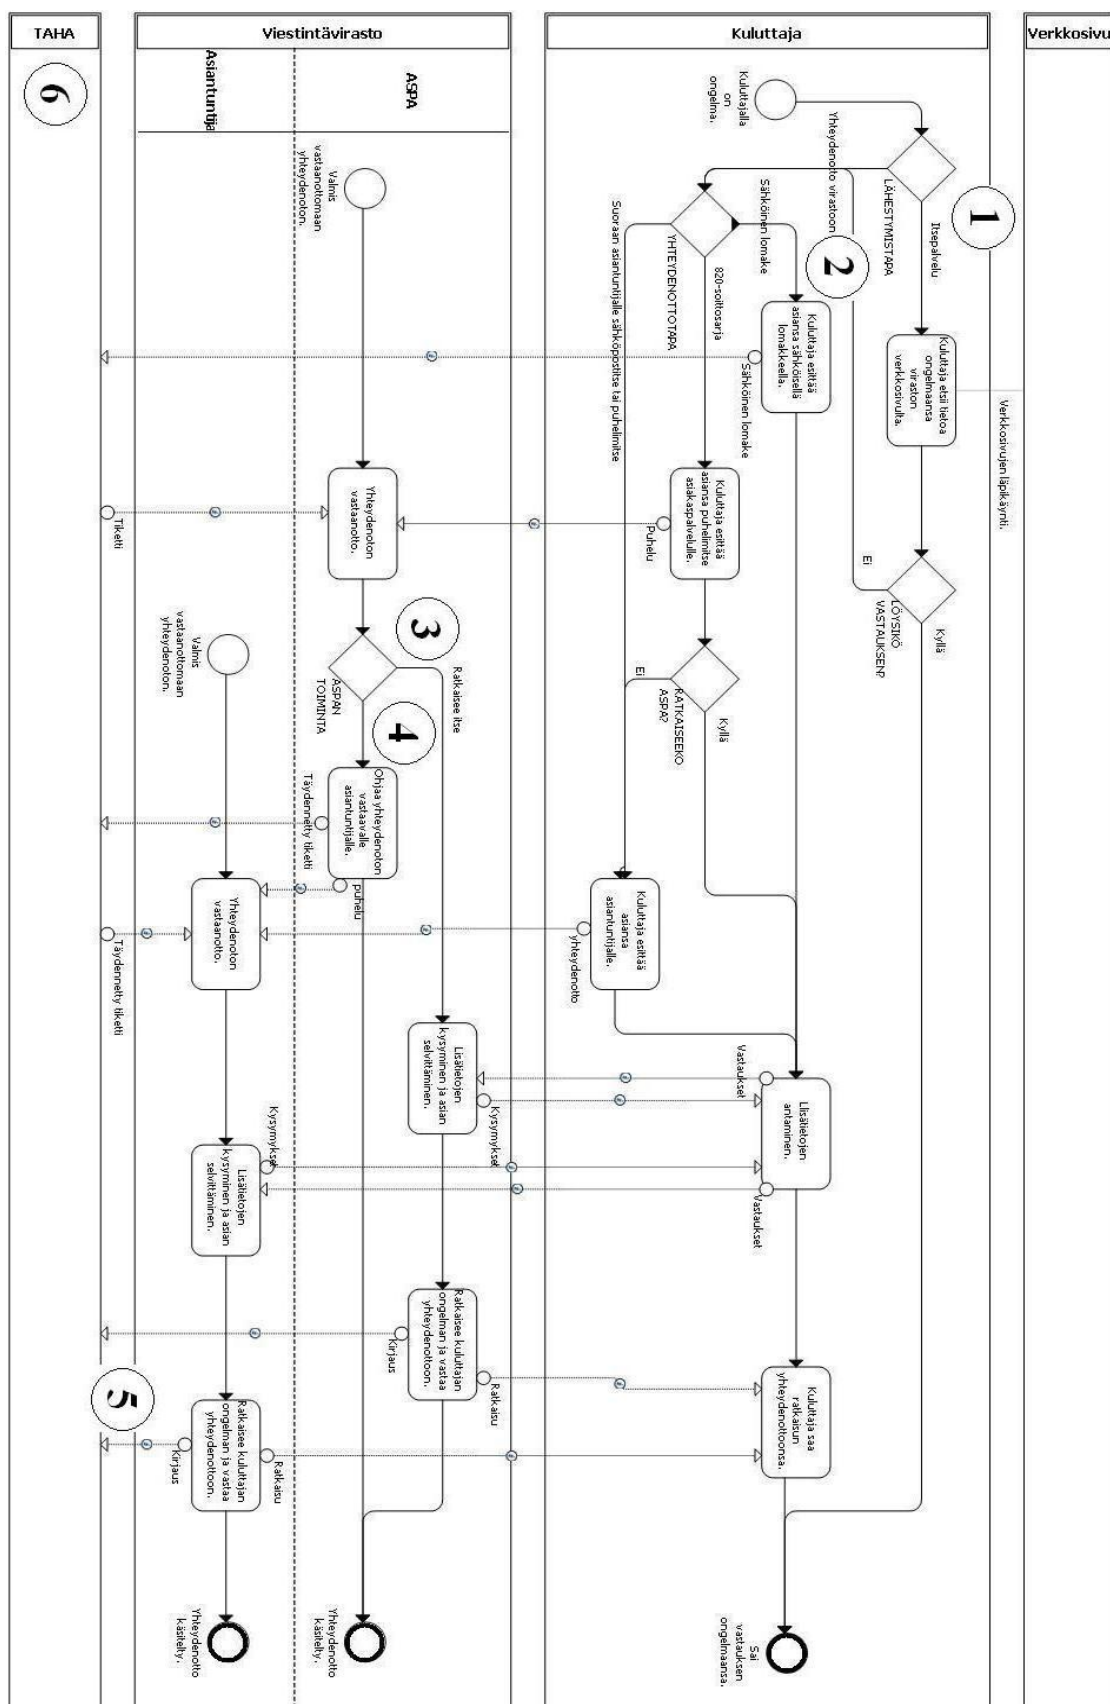 TAHA
Viestintävirasto
Kuluttaja
Verkkosivu
Asiantuntija
ASPA
6
Kuluttajalla
on
ongelma.
1
LÄHESTYMISTAPA
Itsepalvelu
Yhteydenotto virastoon
Kuluttaja etsii tietoa
ongelmaansa
viraston
verkkosivulta.
Verkkosivujen läpikäynti.
LÖYSIKÖ
VASTAUKSEN?
Kyllä
Ei
2
YHTEYDENOTTOTAPA
Sähköinen lomake
820-soittosarja
Suoraan asiantuntijalle sähköpostitse tai puhelimitse
Kuluttaja esittää
asiansa sähköisellä
lomakkeella.
Sähköinen lomake
Kuluttaja esittää
asiansa puhelimitse
asiakaspalvelulle.
Puhelu
RATKAISEEKO
ASPA?
Kyllä
Ei
Kuluttaja esittää
asiansa
asiantuntijalle.
yhteydenotto
Vastaukset
LIisätietojen
antaminen.
Vastaukset
Kuluttaja saa
ratkaisun
yhteydenottoonsa.
Sai
vastauksen
ongelmaansa.
Valmis
vastaanottomaan
yhteydenoton.
Yhteydenoton
vastaanotto.
Tiketti
3
Ratkaisee itse
ASPAN
TOIMINTA
4
Ohjaa yhteydenoton
vastaavalle
asiantuntijalle.
Täydennetty tiketti
puhelu
Lisätietojen
kysyminen ja asian
selvittäminen.
Kysymykset
Ratkaisee kuluttajan
ongelman ja vastaa
yhteydenottoon.
Kirjaus
Ratkaisu
Yhteydenotto
käsitelty.
Valmis
vastaanottomaan
yhteydenoton.
Yhteydenoton
vastaanotto.
Täydennetty tiketti
Lisätietojen
kysyminen ja asian
selvittäminen.
Kysymykset
5
Ratkaisee kuluttajan
ongelman ja vastaa
yhteydenottoon.
Kirjaus
Ratkaisu
Yhteydenotto
käsitelty.